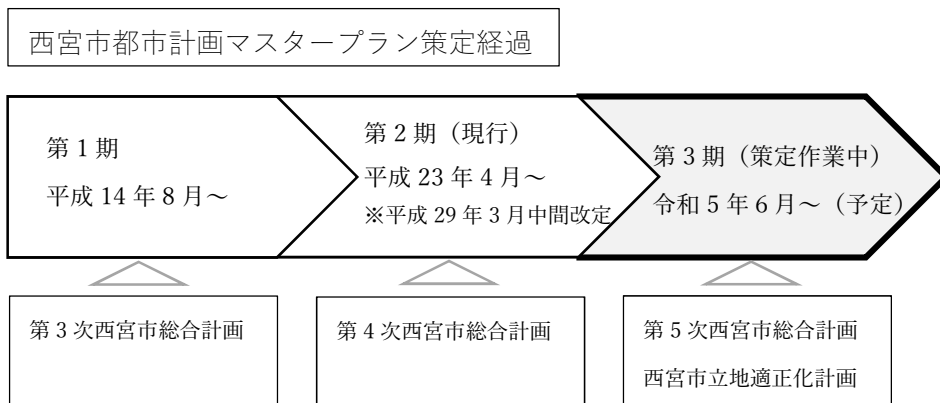 西宮市都市計画マスタープラン策定経過
第1期
平成14年8月～
第2期（現行）
平成23年4月～
※平成29年3月中間改定
第3期（策定作業中）
令和5年6月～（予定）
第3次西宮市総合計画
第4次西宮市総合計画
第5次西宮市総合計画
西宮市立地適正化計画